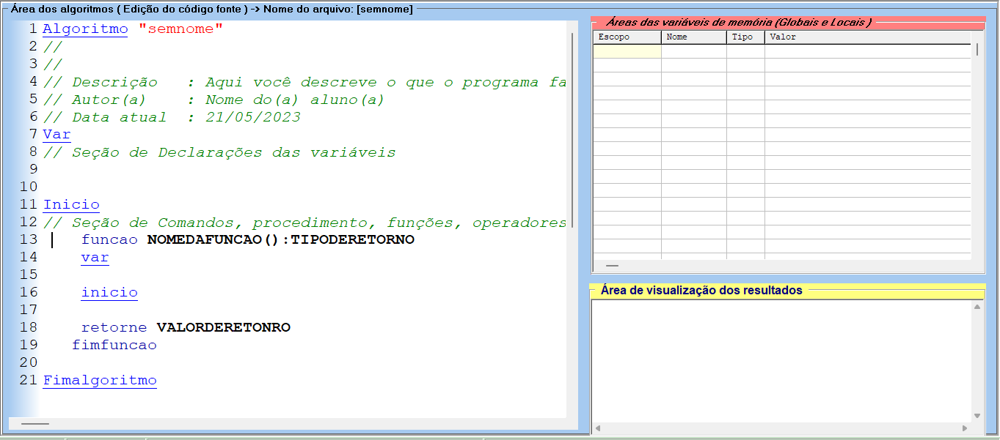 Área dos algoritmos ( Edição do código fonte ) -> Nome do arquivo: [semnome]
1 Algoritmo "semnome"
2 //
3 //
4 // Descrição   : Aqui você descreve o que o programa fa
5 // Autor(a)    : Nome do(a) aluno(a)
6 // Data atual  : 21/05/2023
7 Var
8 // Seção de Declarações das variáveis
9
10
11 Inicio
12 // Seção de Comandos, procedimento, funções, operadores
13     funcao NOMEDAFUNCAO():TIPODERETORNO
14     var
15
16     inicio
17
18     retorne VALORDERETONRO
19    fimfuncao
20
21 Fimalgoritmo
Áreas das variáveis de memória (Globais e Locais )
Escopo Nome Tipo Valor
Área de visualização dos resultados